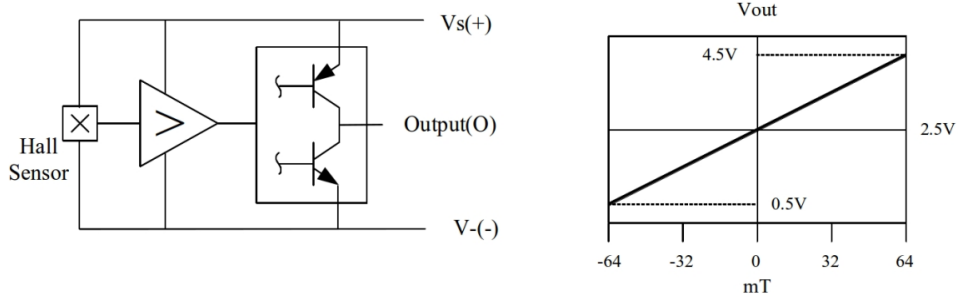 Vs(+)
Hall
Sensor
Output(O)
V-(-)
Vout
4.5V
2.5V
0.5V
-64 -32 0 32 64
mT